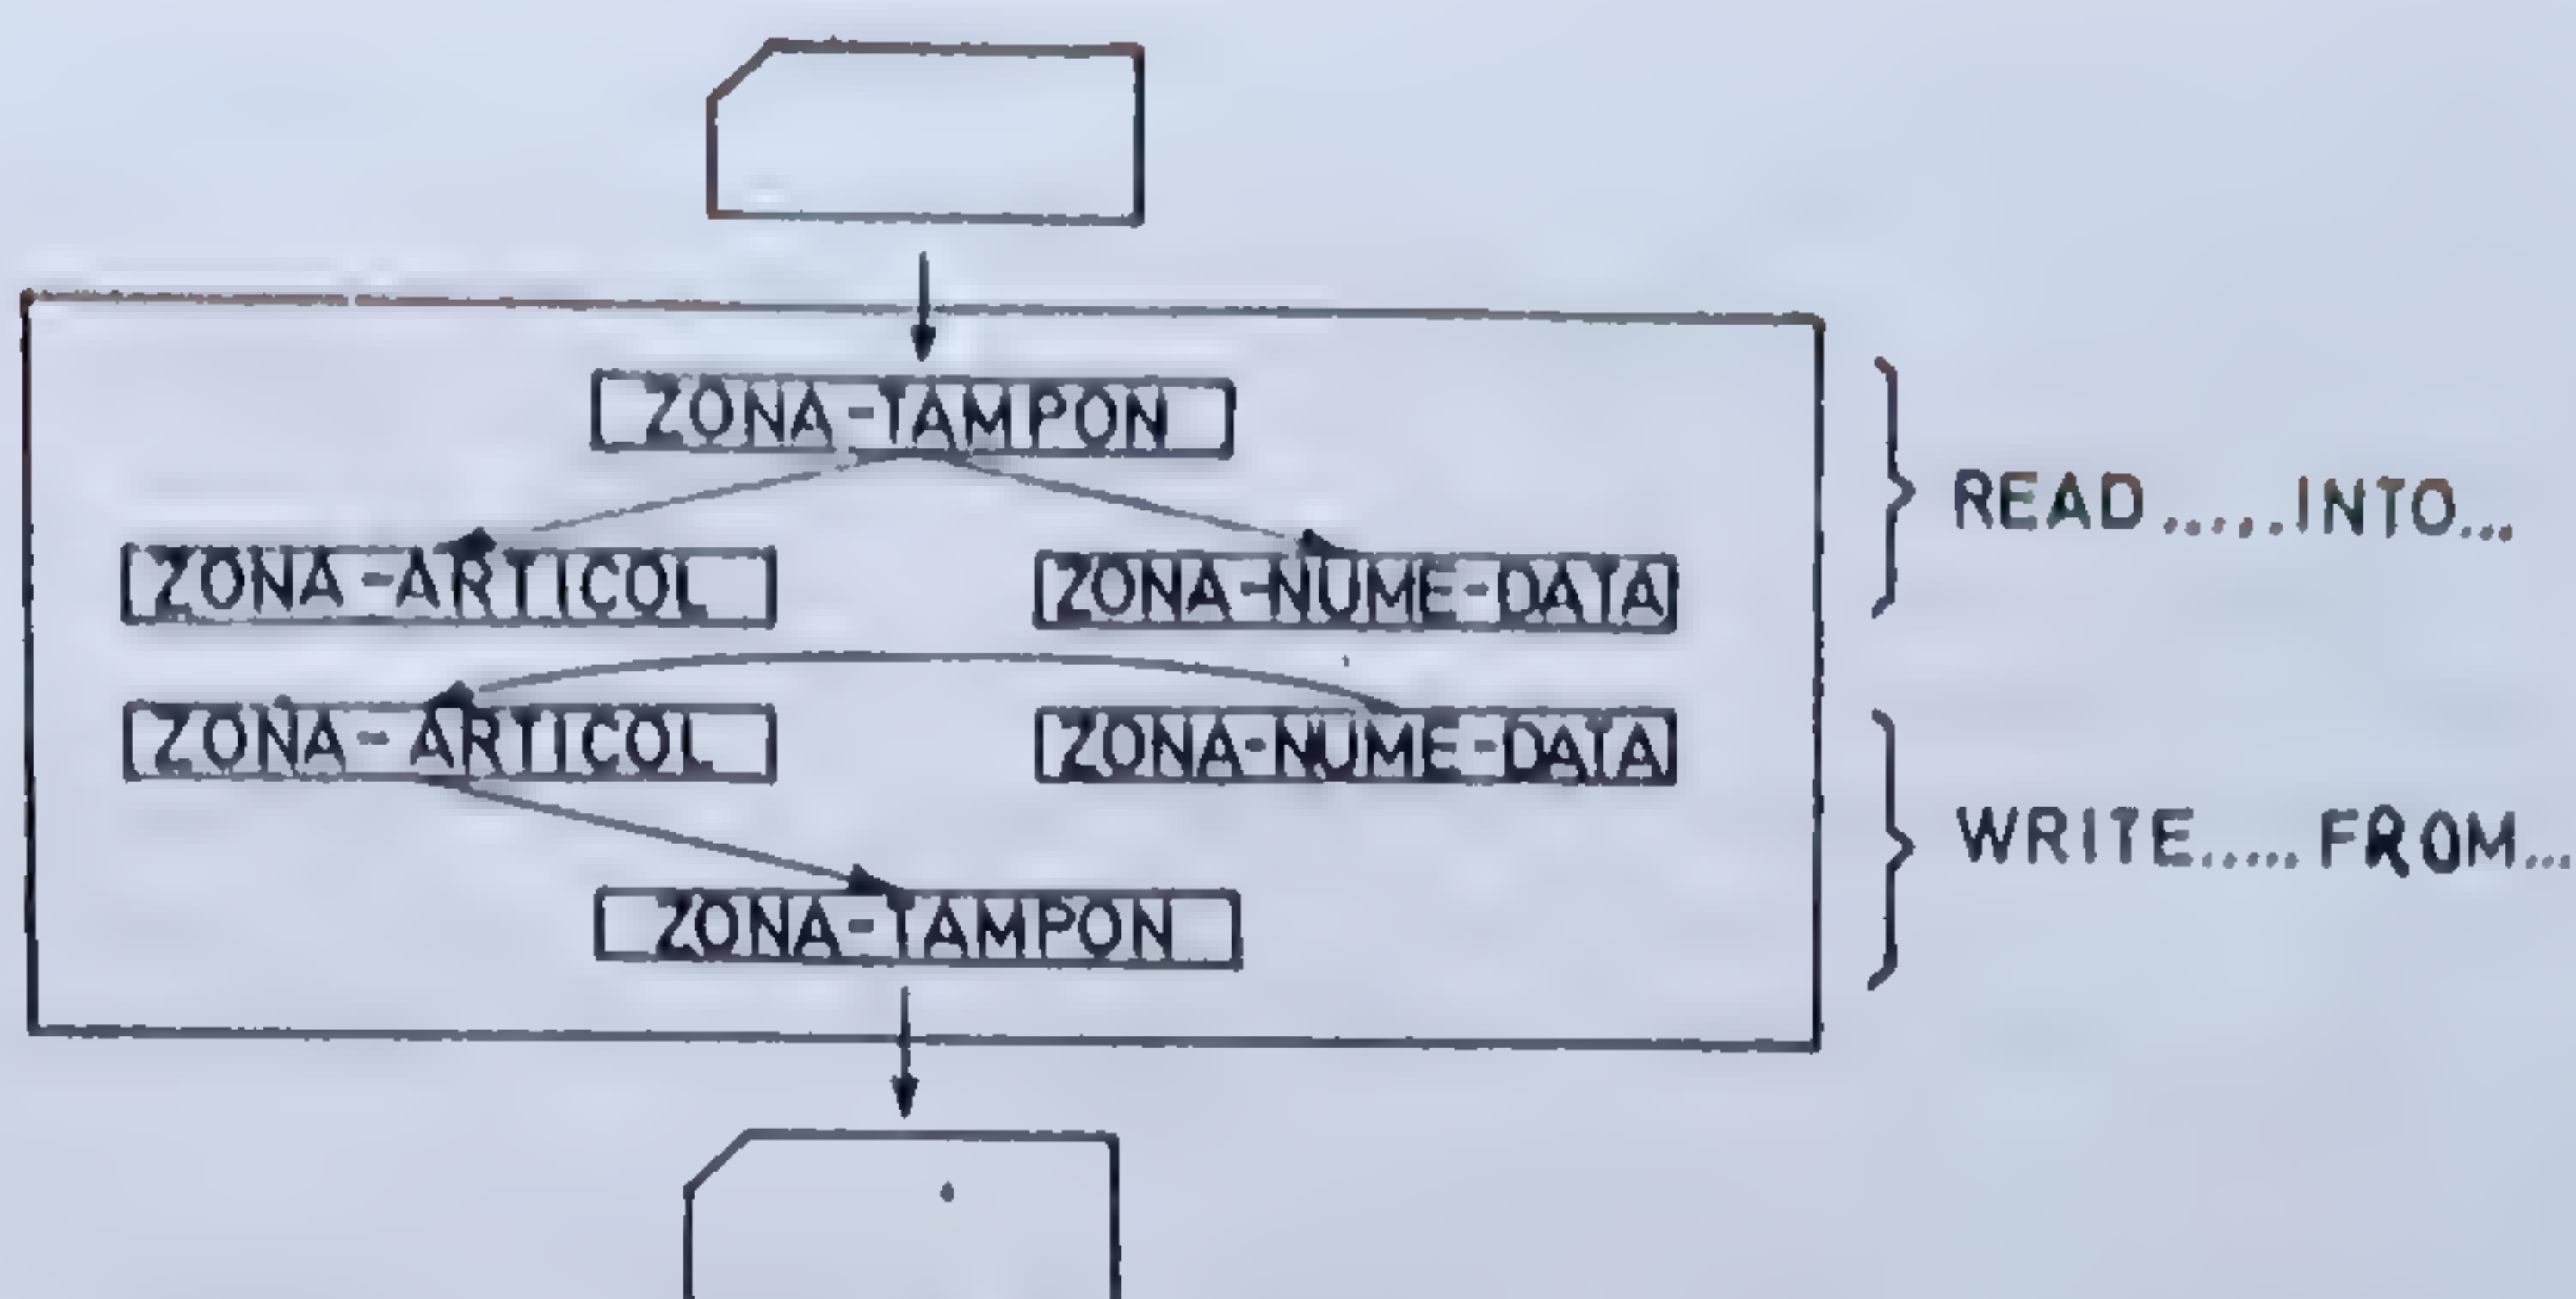 ZONA-TAMPON
READ.....INTO...
ZONA-ARTICOL ZONA-NUME-DATA
ZONA-ARTICOL ZONA-NUME-DATA
WRITE.....FROM...
ZONA-TAMPON